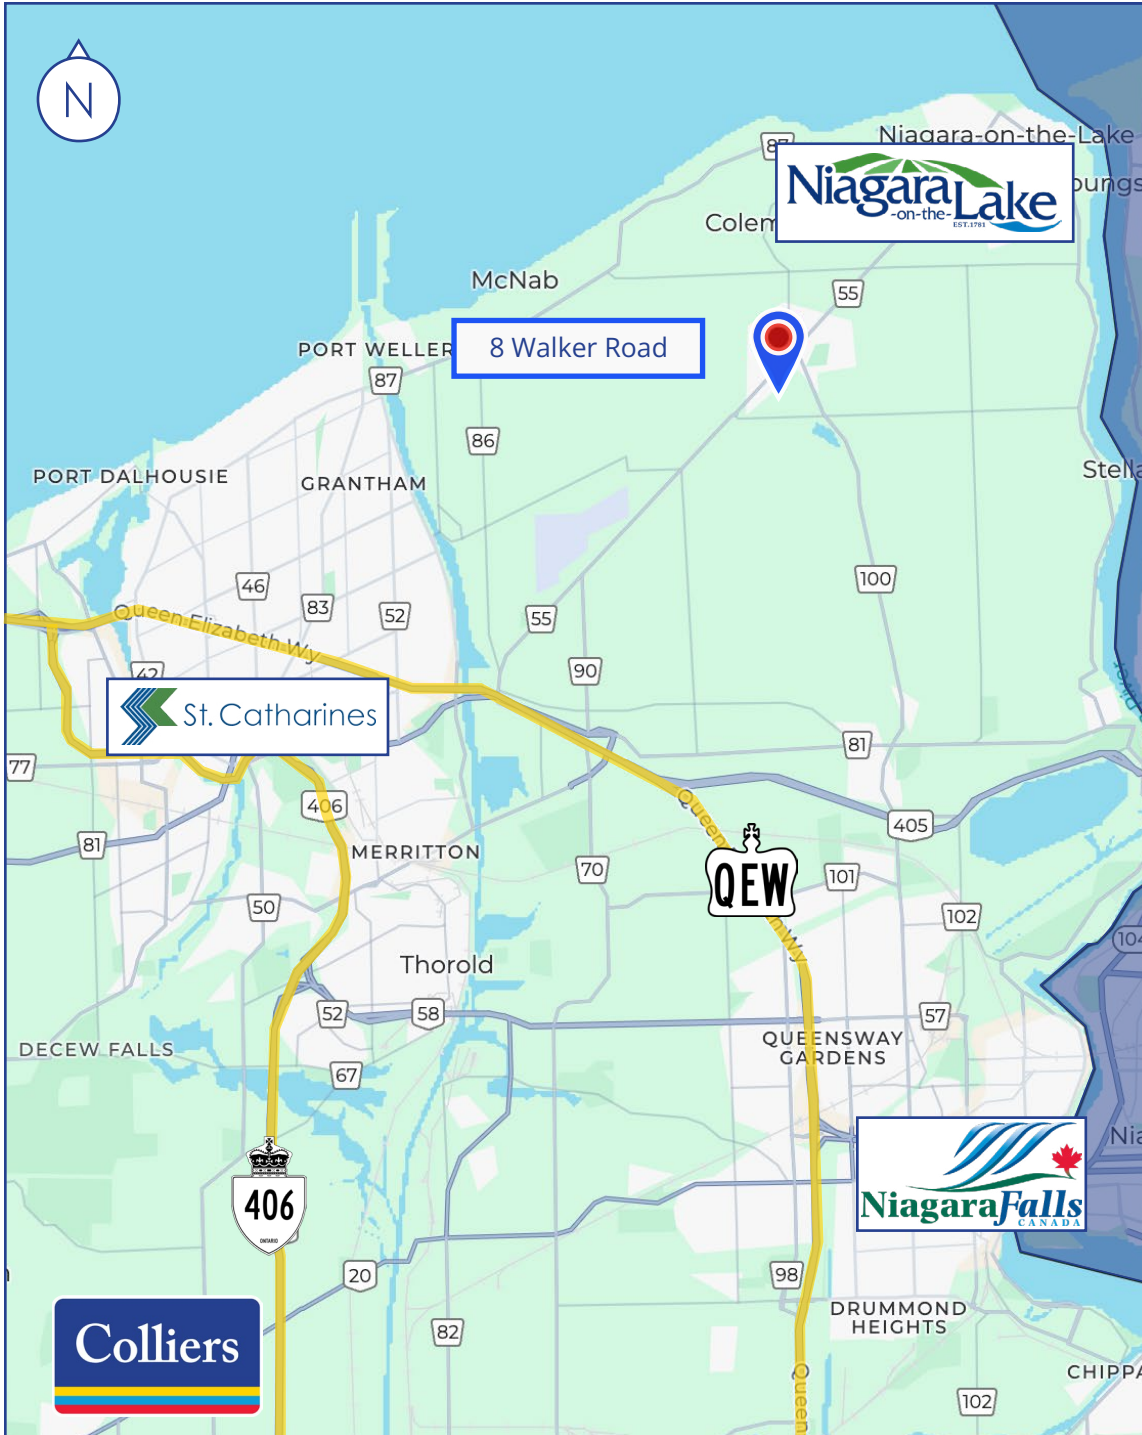 N
Niagara-on-the-Lake
87
Niagara
-on-the-
Lake
EST.1781
55
McNab
8 Walker Road
PORT WELLER
87
86
PORT DALHOUSIE
GRANTHAM
46
83
52
55
100
Queen Elizabeth Wy
90
42
St. Catharines
81
77
406
405
81
MERRITTON
70
QEW
101
50
102
Thorold
52
58
57
DECEW FALLS
QUEENSWAY
GARDENS
67
406
ONTARIO
Niagara Falls
CANADA
20
98
DRUMMOND
HEIGHTS
82
Colliers
102
Queen